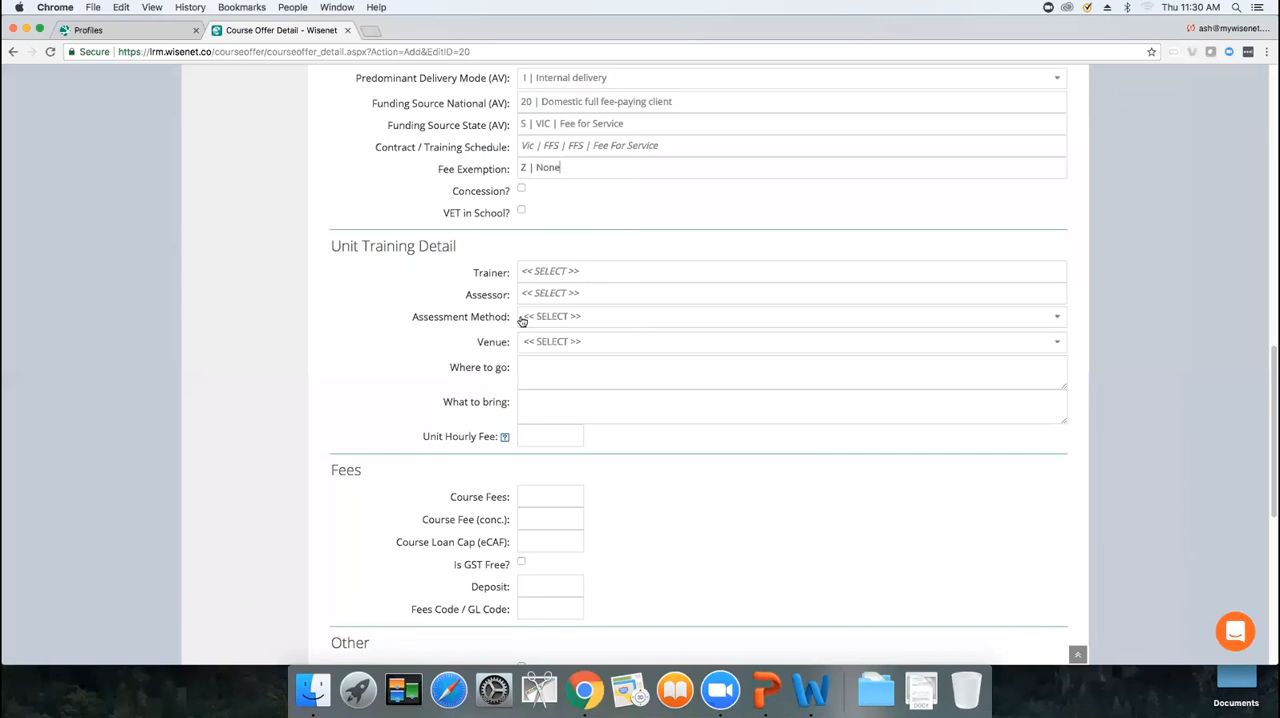 Chrome File Edit View History Bookmarks People Window Help Thu 11:30 AM
Profiles Course Offer Detail - Wisenet ash@mywisenet....
Secure https://lrm.wisenet.co/courseoffer/courseoffer_detail.aspx?Action=Add&EditID=20
Predominant Delivery Mode (AV): I | Internal delivery
Funding Source National (AV): 20 | Domestic full fee-paying client
Funding Source State (AV): S | VIC | Fee for Service
Contract / Training Schedule: Vic | FFS | FFS | Fee For Service
Fee Exemption: Z | None
Concession?
VET in School?
Unit Training Detail
Trainer: << SELECT >>
Assessor: << SELECT >>
Assessment Method: << SELECT >>
Venue: << SELECT >>
Where to go:
What to bring:
Unit Hourly Fee: ?
Fees
Course Fees:
Course Fee (conc.):
Course Loan Cap (eCAF):
Is GST Free?
Deposit:
Fees Code / GL Code:
Other
Documents